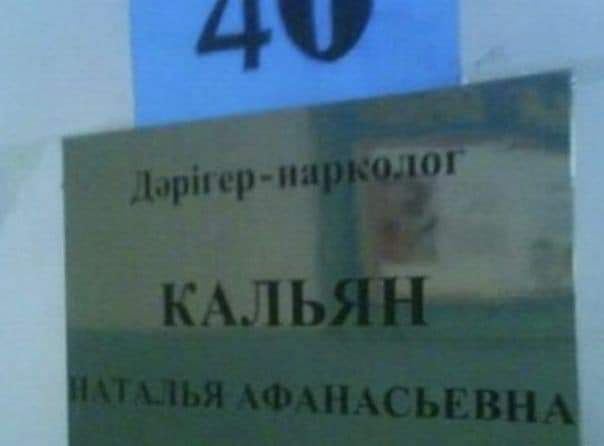 40
Дәрігер-нарколог
КАЛЬЯН
НАТАЛЬЯ АФАНАСЬЕВНА